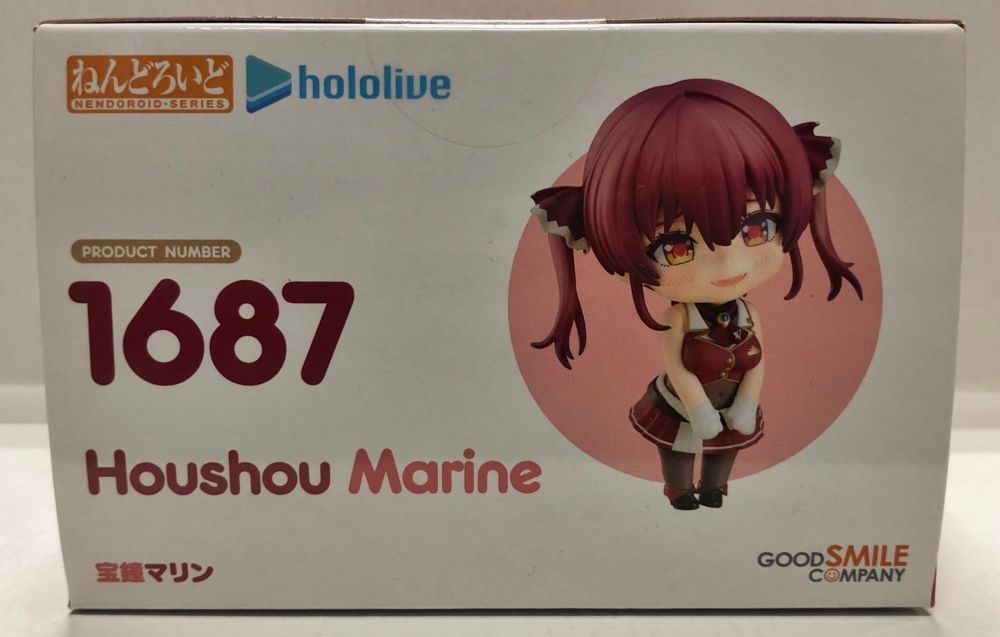 ねんどろいど
NENDOROID·SERIES
hololive
PRODUCT NUMBER
1687
Houshou Marine
宝鐘マリン
GOOD SMILE
COMPANY